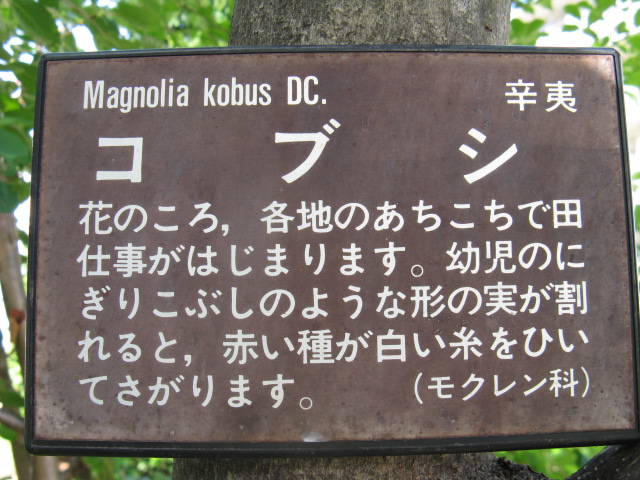 Magnolia kobus DC. 辛夷
コブシ
花のころ，各地のあちこちで田
仕事がはじまります。幼児のに
ぎりこぶしのような形の実が割
れると，赤い種が白い糸をひい
てさがります。 （モクレン科）